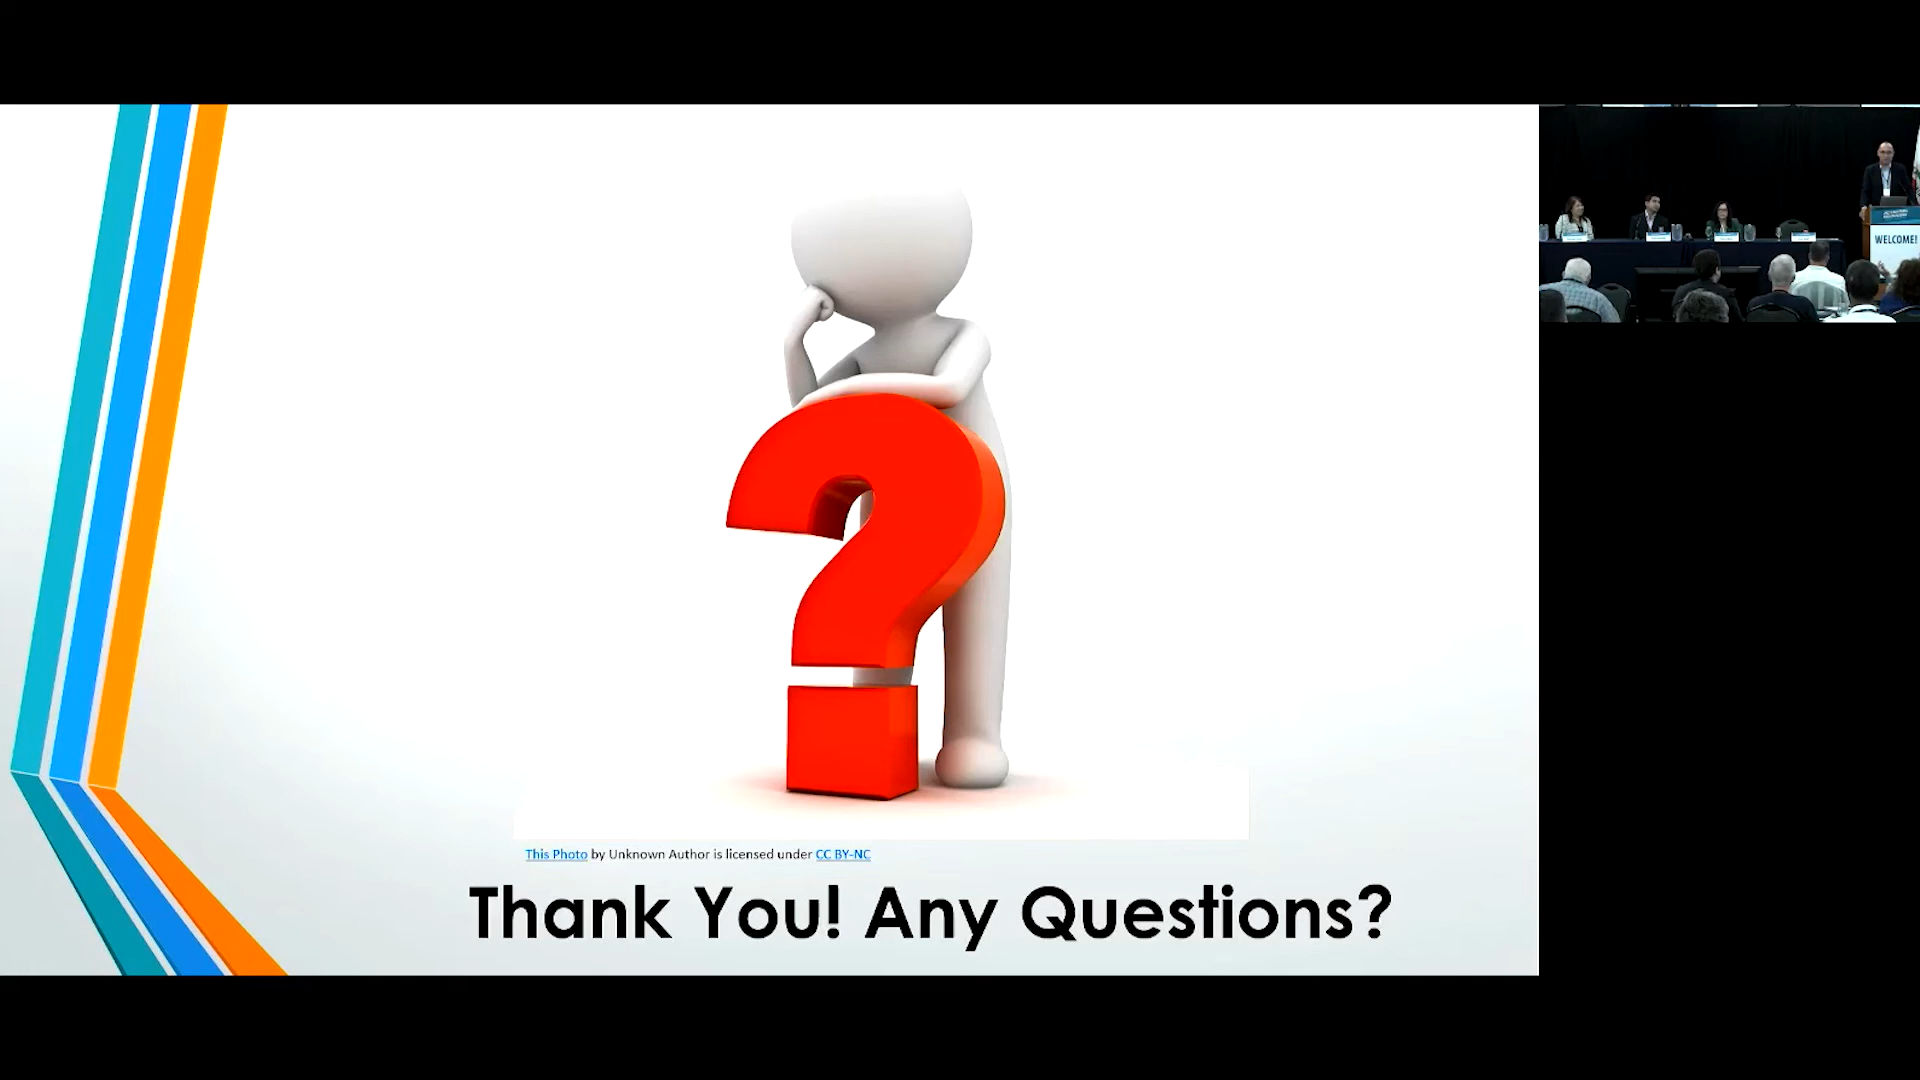 WELCOME!
This Photo by Unknown Author is licensed under CC BY-NC
Thank You! Any Questions?